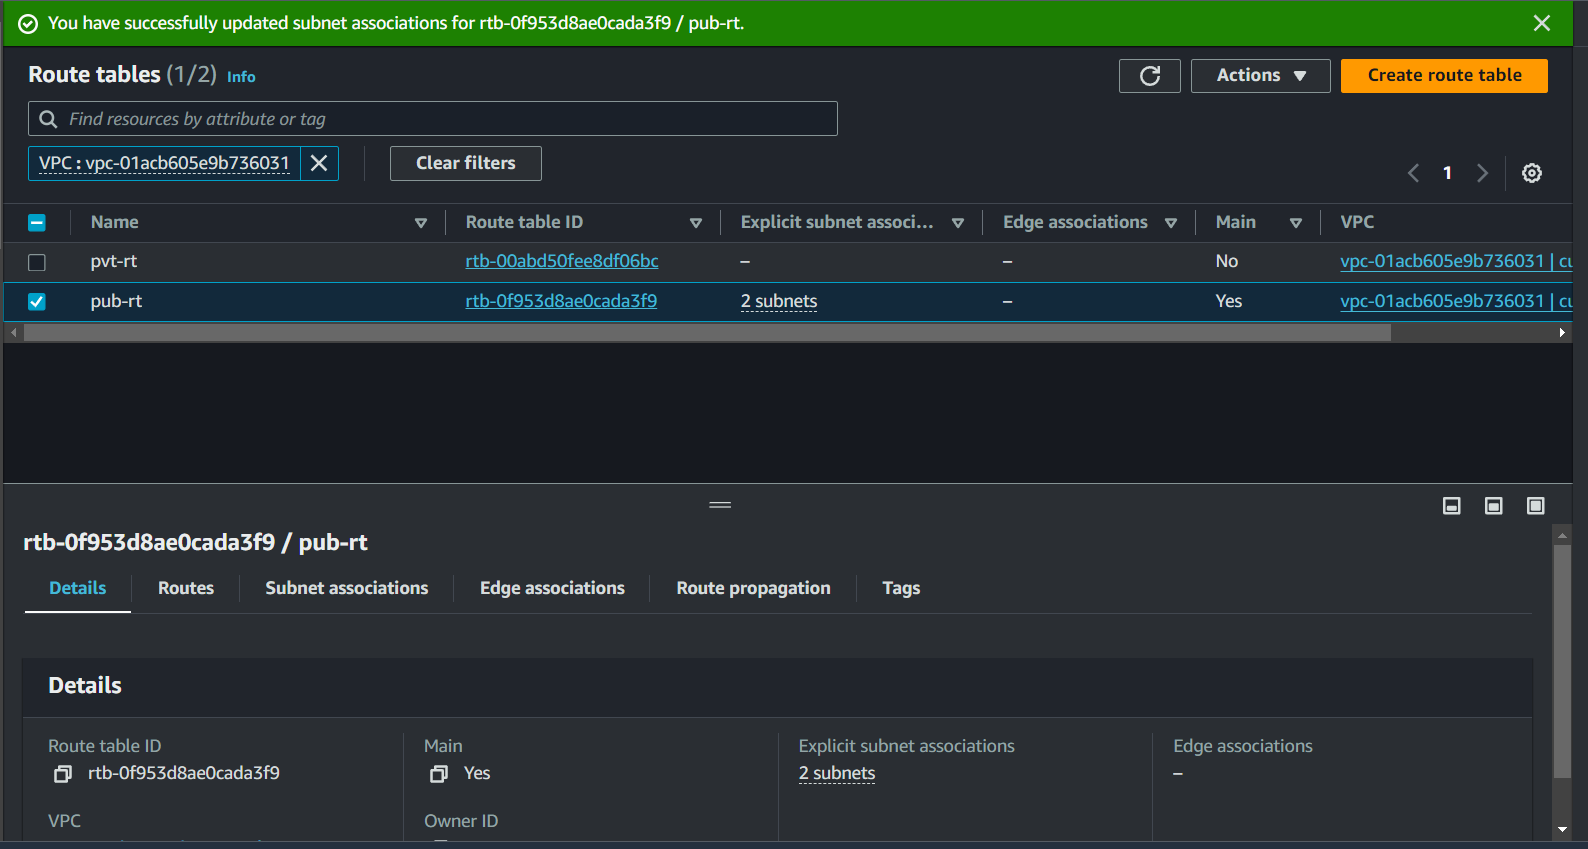 You have successfully updated subnet associations for rtb-0f953d8ae0cada3f9 / pub-rt.
Route tables (1/2) Info
Actions
Create route table
Find resources by attribute or tag
VPC : vpc-01acb605e9b736031
Clear filters
1
Name Route table ID Explicit subnet associ... Edge associations Main VPC
pvt-rt rtb-00abd50fee8df06bc – – No vpc-01acb605e9b736031 | cu
pub-rt rtb-0f953d8ae0cada3f9 2 subnets – Yes vpc-01acb605e9b736031 | cu
rtb-0f953d8ae0cada3f9 / pub-rt
Details Routes Subnet associations Edge associations Route propagation Tags
Details
Route table ID Main Explicit subnet associations Edge associations
rtb-0f953d8ae0cada3f9 Yes 2 subnets –
VPC Owner ID